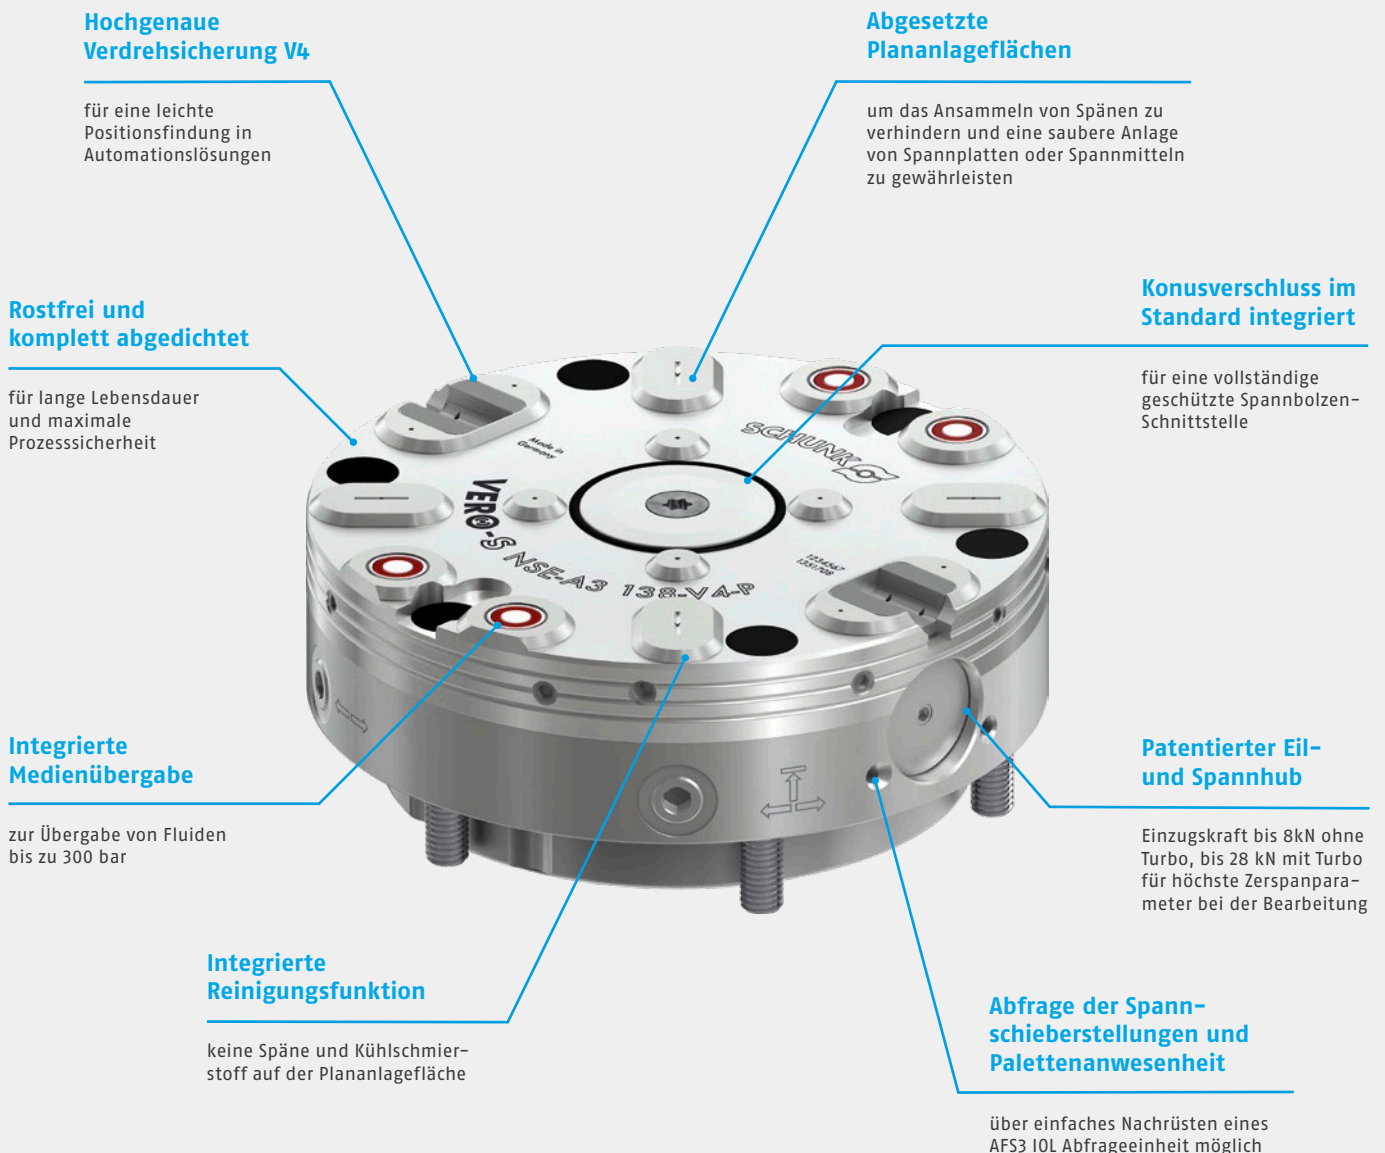 Hochgenaue
Verdrehsicherung V4
für eine leichte
Positionsfindung in
Automationslösungen
Abgesetzte
Plananlageflächen
um das Ansammeln von Spänen zu
verhindern und eine saubere Anlage
von Spannplatten oder Spannmitteln
zu gewährleisten
Rostfrei und
komplett abgedichtet
für lange Lebensdauer
und maximale
Prozesssicherheit
Konusverschluss im
Standard integriert
für eine vollständige
geschützte Spannbolzen-
Schnittstelle
Made in
Germany
SCHUNK
VERO-S NSE-A3 138-V4-P
1234567
1351708
Integrierte
Medienübergabe
zur Übergabe von Fluiden
bis zu 300 bar
Patentierter Eil-
und Spannhub
Einzugskraft bis 8kN ohne
Turbo, bis 28 kN mit Turbo
für höchste Zerspanpara-
meter bei der Bearbeitung
Integrierte
Reinigungsfunktion
keine Späne und Kühlschmier-
stoff auf der Plananlagefläche
Abfrage der Spann-
schieberstellungen und
Palettenanwesenheit
über einfaches Nachrüsten eines
AFS3 IOL Abfrageeinheit möglich